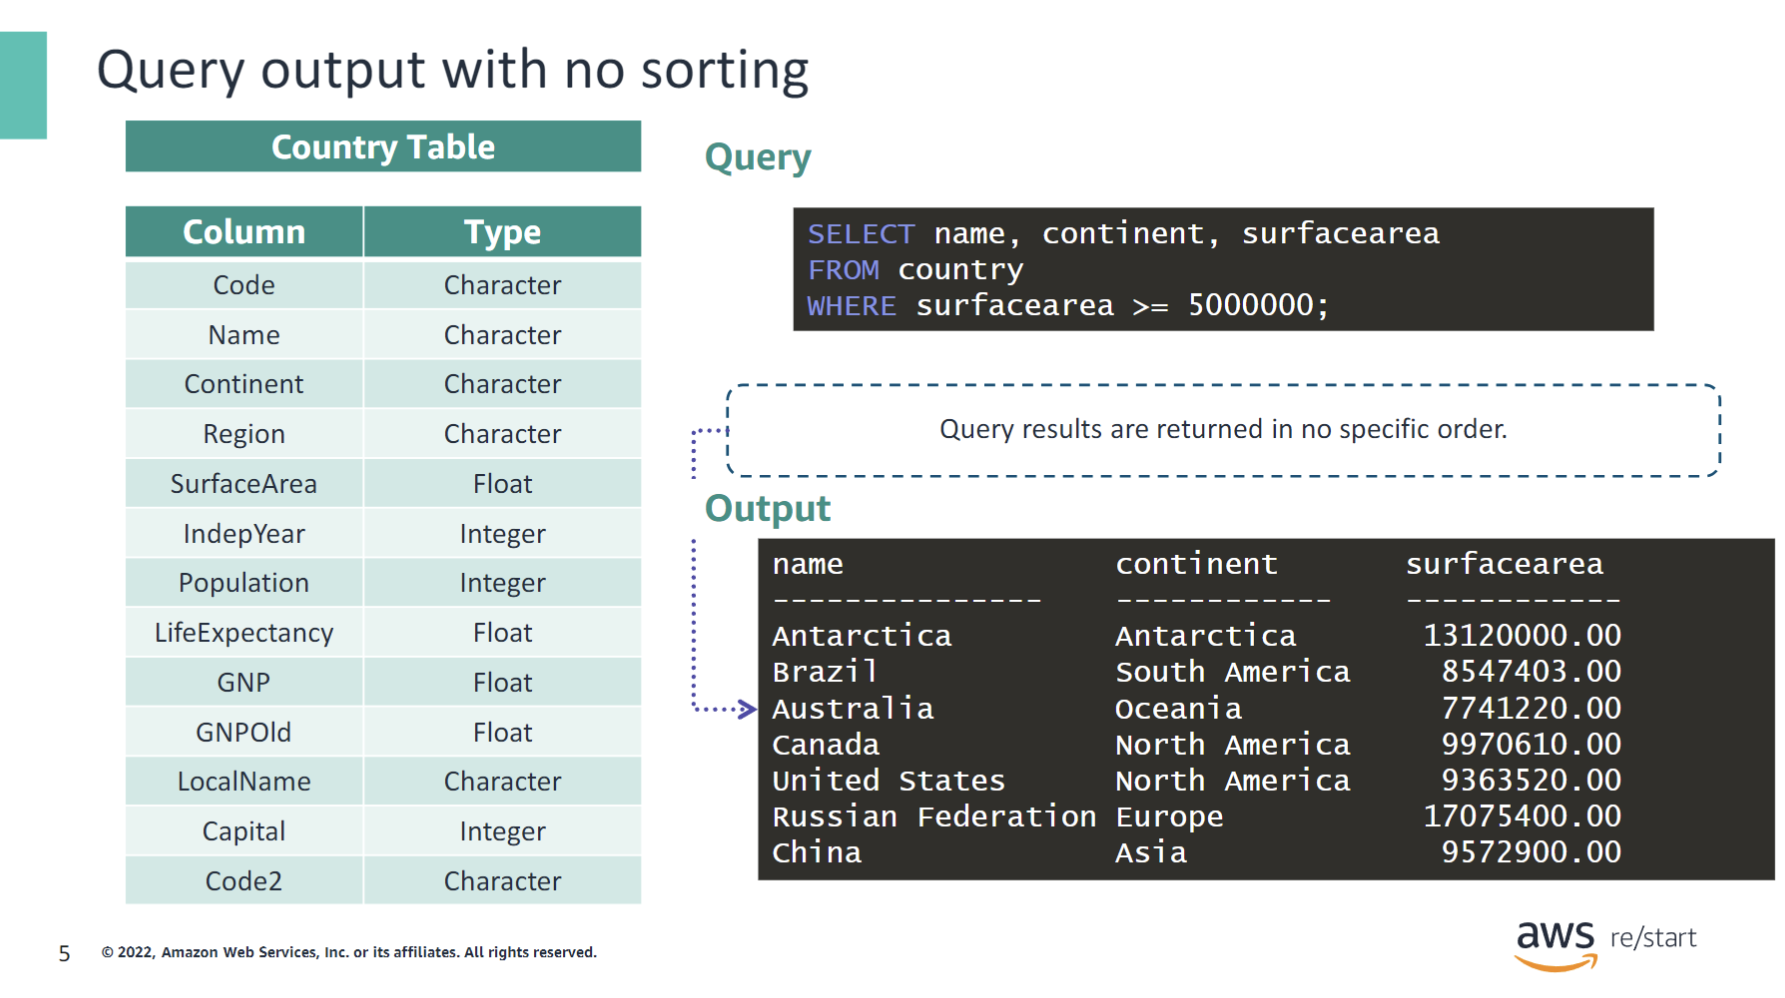 Query output with no sorting
Country Table
Column Type
Code Character
Name Character
Continent Character
Region Character
SurfaceArea Float
IndepYear Integer
Population Integer
LifeExpectancy Float
GNP Float
GNPOld Float
LocalName Character
Capital Integer
Code2 Character
Query
SELECT name, continent, surfacearea
FROM country
WHERE surfacearea >= 5000000;
Query results are returned in no specific order.
Output
name continent surfacearea
--------------- ------------ ------------
Antarctica Antarctica 13120000.00
Brazil South America 8547403.00
Australia Oceania 7741220.00
Canada North America 9970610.00
United States North America 9363520.00
Russian Federation Europe 17075400.00
China Asia 9572900.00
5 © 2022, Amazon Web Services, Inc. or its affiliates. All rights reserved.
aws re/start